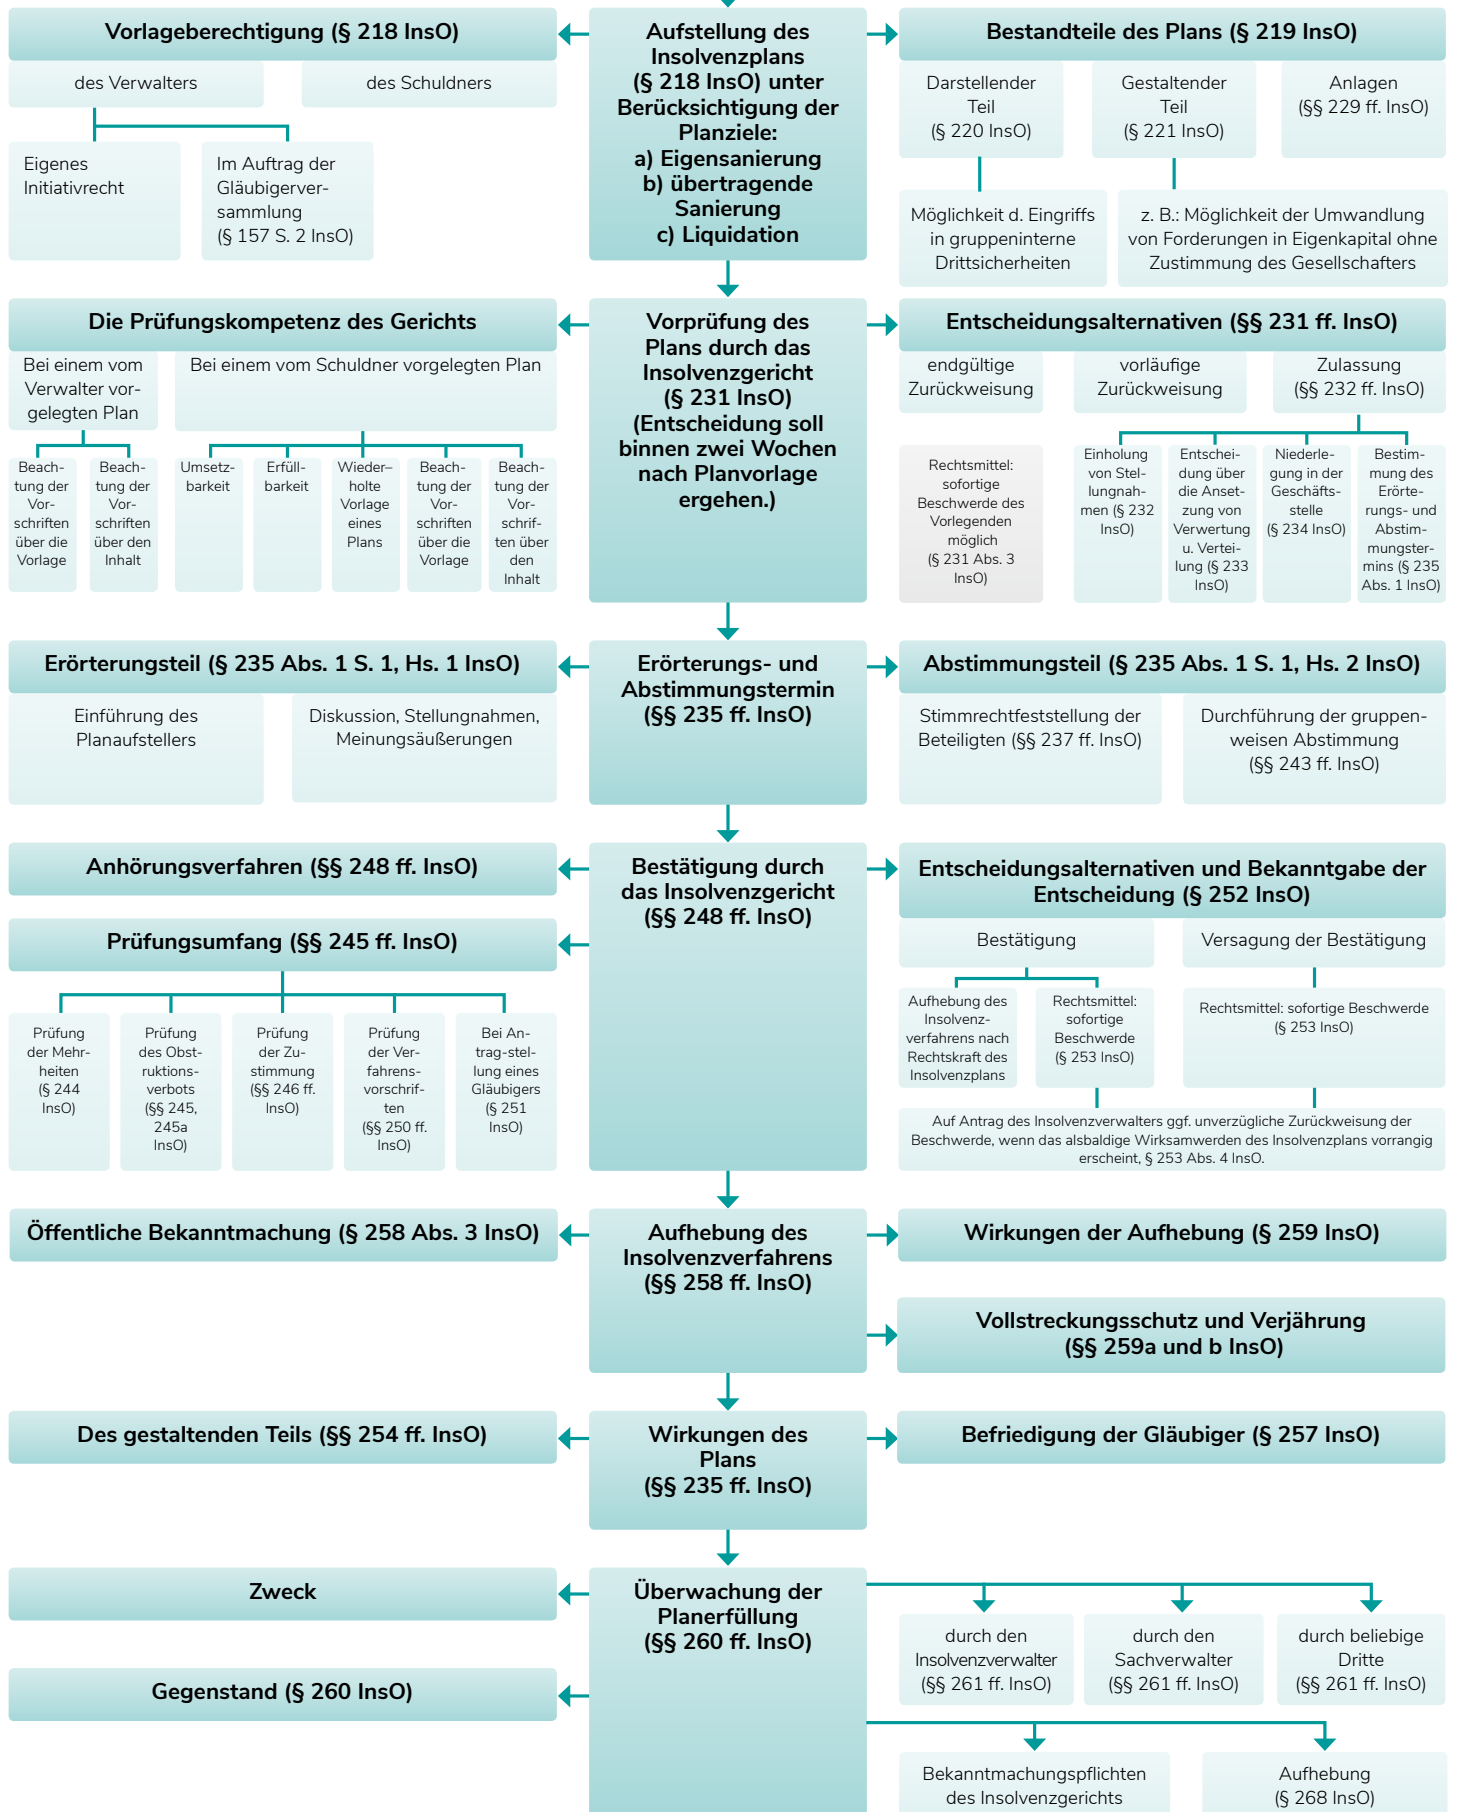 Vorlageberechtigung (§ 218 InsO)
des Verwalters
des Schuldners
Eigenes
Initiativrecht
Im Auftrag der
Gläubigerver-
sammlung
(§ 157 S. 2 InsO)
Aufstellung des
Insolvenzplans
(§ 218 InsO) unter
Berücksichtigung der
Planziele:
a) Eigensanierung
b) übertragende
Sanierung
c) Liquidation
Bestandteile des Plans (§ 219 InsO)
Darstellender
Teil
(§ 220 InsO)
Gestaltender
Teil
(§ 221 InsO)
Anlagen
(§§ 229 ff. InsO)
Möglichkeit d. Eingriffs
in gruppeninterne
Drittsicherheiten
z. B.: Möglichkeit der Umwandlung
von Forderungen in Eigenkapital ohne
Zustimmung des Gesellschafters
Die Prüfungskompetenz des Gerichts
Bei einem vom
Verwalter vor-
gelegten Plan
Bei einem vom Schuldner vorgelegten Plan
Beach-
tung der
Vor-
schriften
über die
Vorlage
Beach-
tung der
Vor-
schriften
über den
Inhalt
Umsetz-
barkeit
Erfüll-
barkeit
Wieder–
holte
Vorlage
eines
Plans
Beach-
tung der
Vor-
schriften
über die
Vorlage
Beach-
tung der
Vor-
schrif-
ten über
den
Inhalt
Vorprüfung des
Plans durch das
Insolvenzgericht
(§ 231 InsO)
(Entscheidung soll
binnen zwei Wochen
nach Planvorlage
ergehen.)
Entscheidungsalternativen (§§ 231 ff. InsO)
endgültige
Zurückweisung
vorläufige
Zurückweisung
Zulassung
(§§ 232 ff. InsO)
Rechtsmittel:
sofortige
Beschwerde des
Vorlegenden
möglich
(§ 231 Abs. 3
InsO)
Einholung
von Stel-
lungnah-
men (§ 232
InsO)
Entschei-
dung über
die Anset-
zung von
Verwertung
u. Vertei-
lung (§ 233
InsO)
Niederle-
gung in der
Geschäfts-
stelle
(§ 234 InsO)
Bestim-
mung des
Erörte-
rungs- und
Abstim-
mungster-
mins (§ 235
Abs. 1 InsO)
Erörterungsteil (§ 235 Abs. 1 S. 1, Hs. 1 InsO)
Einführung des
Planaufstellers
Diskussion, Stellungnahmen,
Meinungsäußerungen
Erörterungs- und
Abstimmungstermin
(§§ 235 ff. InsO)
Abstimmungsteil (§ 235 Abs. 1 S. 1, Hs. 2 InsO)
Stimmrechtfeststellung der
Beteiligten (§§ 237 ff. InsO)
Durchführung der gruppen-
weisen Abstimmung
(§§ 243 ff. InsO)
Anhörungsverfahren (§§ 248 ff. InsO)
Prüfungsumfang (§§ 245 ff. InsO)
Prüfung
der Mehr-
heiten
(§ 244
InsO)
Prüfung
des Obst-
ruktions-
verbots
(§§ 245,
245a
InsO)
Prüfung
der Zu-
stimmung
(§§ 246 ff.
InsO)
Prüfung
der Ver-
fahrens-
vorschrif-
ten
(§§ 250 ff.
InsO)
Bei An-
trag-stel-
lung eines
Gläubigers
(§ 251
InsO)
Bestätigung durch
das Insolvenzgericht
(§§ 248 ff. InsO)
Entscheidungsalternativen und Bekanntgabe der
Entscheidung (§ 252 InsO)
Bestätigung
Versagung der Bestätigung
Aufhebung des
Insolvenz-
verfahrens nach
Rechtskraft des
Insolvenzplans
Rechtsmittel:
sofortige
Beschwerde
(§ 253 InsO)
Rechtsmittel: sofortige Beschwerde
(§ 253 InsO)
Auf Antrag des Insolvenzverwalters ggf. unverzügliche Zurückweisung der
Beschwerde, wenn das alsbaldige Wirksamwerden des Insolvenzplans vorrangig
erscheint, § 253 Abs. 4 InsO.
Öffentliche Bekanntmachung (§ 258 Abs. 3 InsO)
Aufhebung des
Insolvenzverfahrens
(§§ 258 ff. InsO)
Wirkungen der Aufhebung (§ 259 InsO)
Vollstreckungsschutz und Verjährung
(§§ 259a und b InsO)
Des gestaltenden Teils (§§ 254 ff. InsO)
Wirkungen des
Plans
(§§ 235 ff. InsO)
Befriedigung der Gläubiger (§ 257 InsO)
Zweck
Gegenstand (§ 260 InsO)
Überwachung der
Planerfüllung
(§§ 260 ff. InsO)
durch den
Insolvenzverwalter
(§§ 261 ff. InsO)
durch den
Sachverwalter
(§§ 261 ff. InsO)
durch beliebige
Dritte
(§§ 261 ff. InsO)
Bekanntmachungspflichten
des Insolvenzgerichts
Aufhebung
(§ 268 InsO)